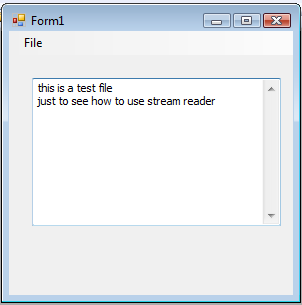 Form1
File
this is a test file
just to see how to use stream reader